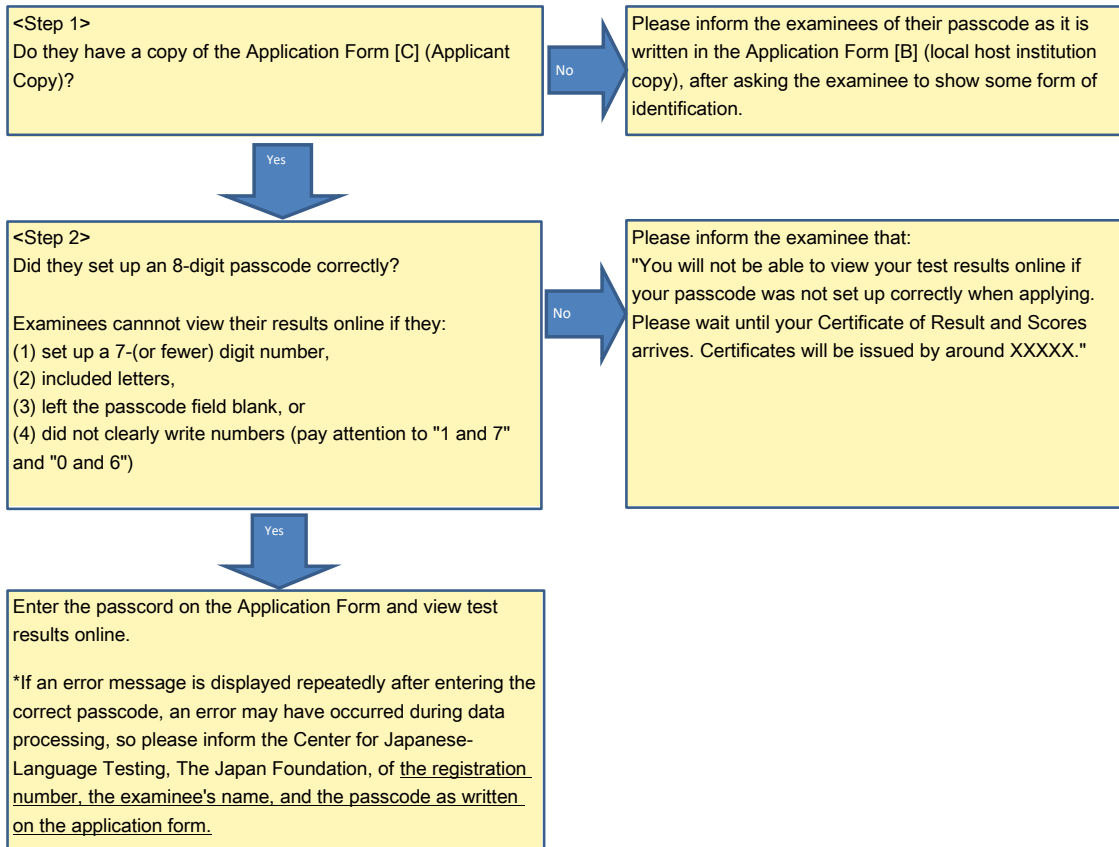 <Step 1>
Do they have a copy of the Application Form [C] (Applicant
Copy)?
No
Please inform the examinees of their passcode as it is
written in the Application Form [B] (local host institution
copy), after asking the examinee to show some form of
identification.
Yes
<Step 2>
Did they set up an 8-digit passcode correctly?
Examinees cannnot view their results online if they:
(1) set up a 7-(or fewer) digit number,
(2) included letters,
(3) left the passcode field blank, or
(4) did not clearly write numbers (pay attention to "1 and 7"
and "0 and 6")
No
Please inform the examinee that:
"You will not be able to view your test results online if
your passcode was not set up correctly when applying.
Please wait until your Certificate of Result and Scores
arrives. Certificates will be issued by around XXXXX."
Yes
Enter the passcord on the Application Form and view test
results online.
*If an error message is displayed repeatedly after entering the
correct passcode, an error may have occurred during data
processing, so please inform the Center for Japanese-
Language Testing, The Japan Foundation, of the registration
number, the examinee's name, and the passcode as written
on the application form.